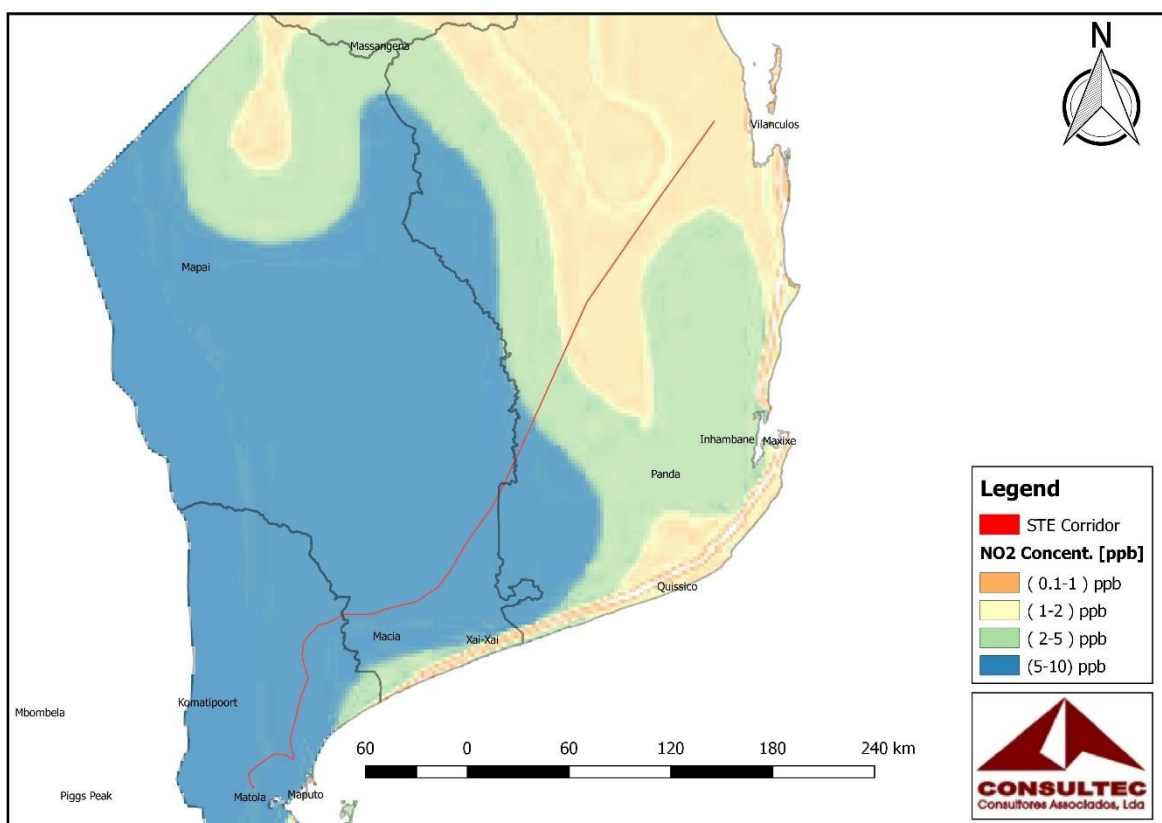 N
Massangena
Vilanculos
Mapai
Inhambane
Maxixe
Panda
Quissico
Xai-Xai
Macia
Komatipoort
Mbombela
Piggs Peak
Matola
Maputo
60 0 60 120 180 240 km
Legend
STE Corridor
NO2 Concent. [ppb]
( 0.1-1 ) ppb
( 1-2 ) ppb
( 2-5 ) ppb
(5-10) ppb
CONSULTEC
Consultores Associados, Lda